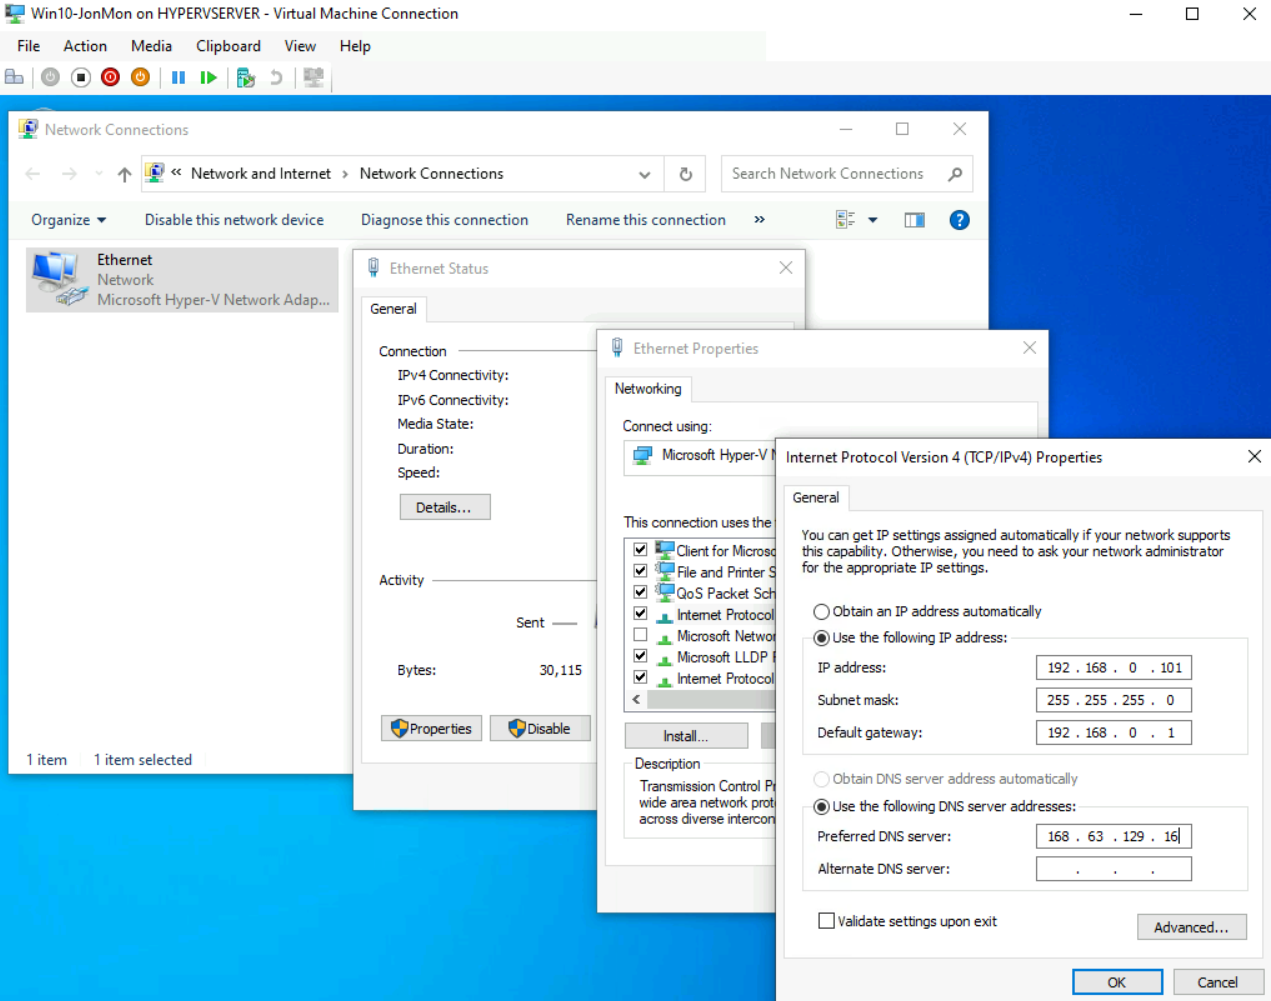 Win10-JonMon on HYPERVSERVER - Virtual Machine Connection
File Action Media Clipboard View Help
Network Connections
« Network and Internet › Network Connections
Search Network Connections
Organize Disable this network device Diagnose this connection Rename this connection »
Ethernet
Network
Microsoft Hyper-V Network Adap...
1 item 1 item selected
Ethernet Status
General
Connection
IPv4 Connectivity:
IPv6 Connectivity:
Media State:
Duration:
Speed:
Details...
Activity
Sent
Bytes: 30,115
Properties Disable
Ethernet Properties
Networking
Connect using:
Microsoft Hyper-V
This connection uses the
Client for Microso
File and Printer S
QoS Packet Sch
Internet Protocol
Microsoft Networ
Microsoft LLDP
Internet Protocol
Install...
Description
Transmission Control Pr
wide area network proto
across diverse intercon
Internet Protocol Version 4 (TCP/IPv4) Properties
General
You can get IP settings assigned automatically if your network supports
this capability. Otherwise, you need to ask your network administrator
for the appropriate IP settings.
Obtain an IP address automatically
Use the following IP address:
IP address: 192 . 168 . 0 . 101
Subnet mask: 255 . 255 . 255 . 0
Default gateway: 192 . 168 . 0 . 1
Obtain DNS server address automatically
Use the following DNS server addresses:
Preferred DNS server: 168 . 63 . 129 . 16
Alternate DNS server: . . .
Validate settings upon exit
Advanced...
OK Cancel